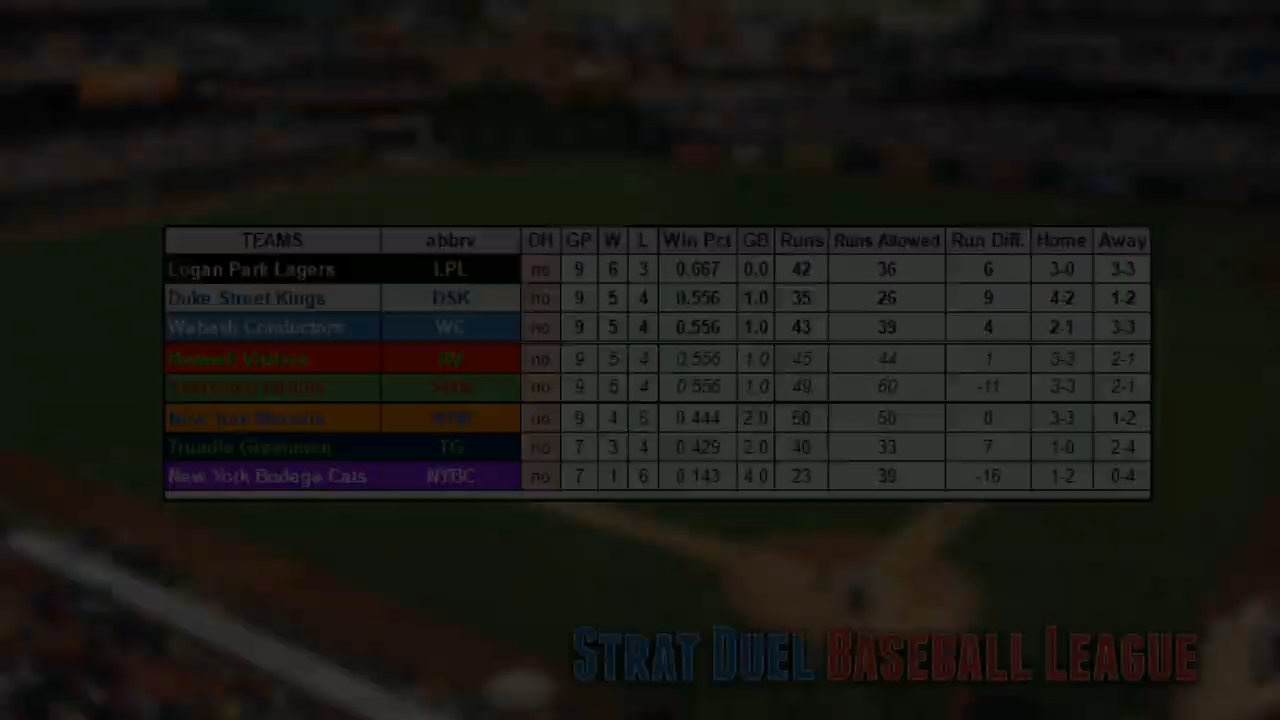 TEAMS abbrv DH GP W L Win Pct GB Runs Runs Allowed Run Diff. Home Away
Logan Park Lagers LPL no 9 6 3 0.667 0.0 42 36 6 3-0 3-3
Duke Street Kings DSK no 9 5 4 0.556 1.0 35 26 9 4-2 1-2
Wabash Conductors WC no 9 5 4 0.556 1.0 43 39 4 2-1 3-3
RV no 9 5 4 0.556 1.0 45 44 1 3-3 2-1
no 9 5 4 0.556 1.0 49 60 -11 3-3 2-1
New York no 9 4 5 0.444 2.0 50 50 0 3-3 1-2
TG no 7 3 4 0.429 2.0 40 33 7 1-0 2-4
New York Bodega Cats NYBC no 7 1 6 0.143 4.0 23 39 -16 1-2 0-4
STRAT DUEL BASEBALL LEAGUE